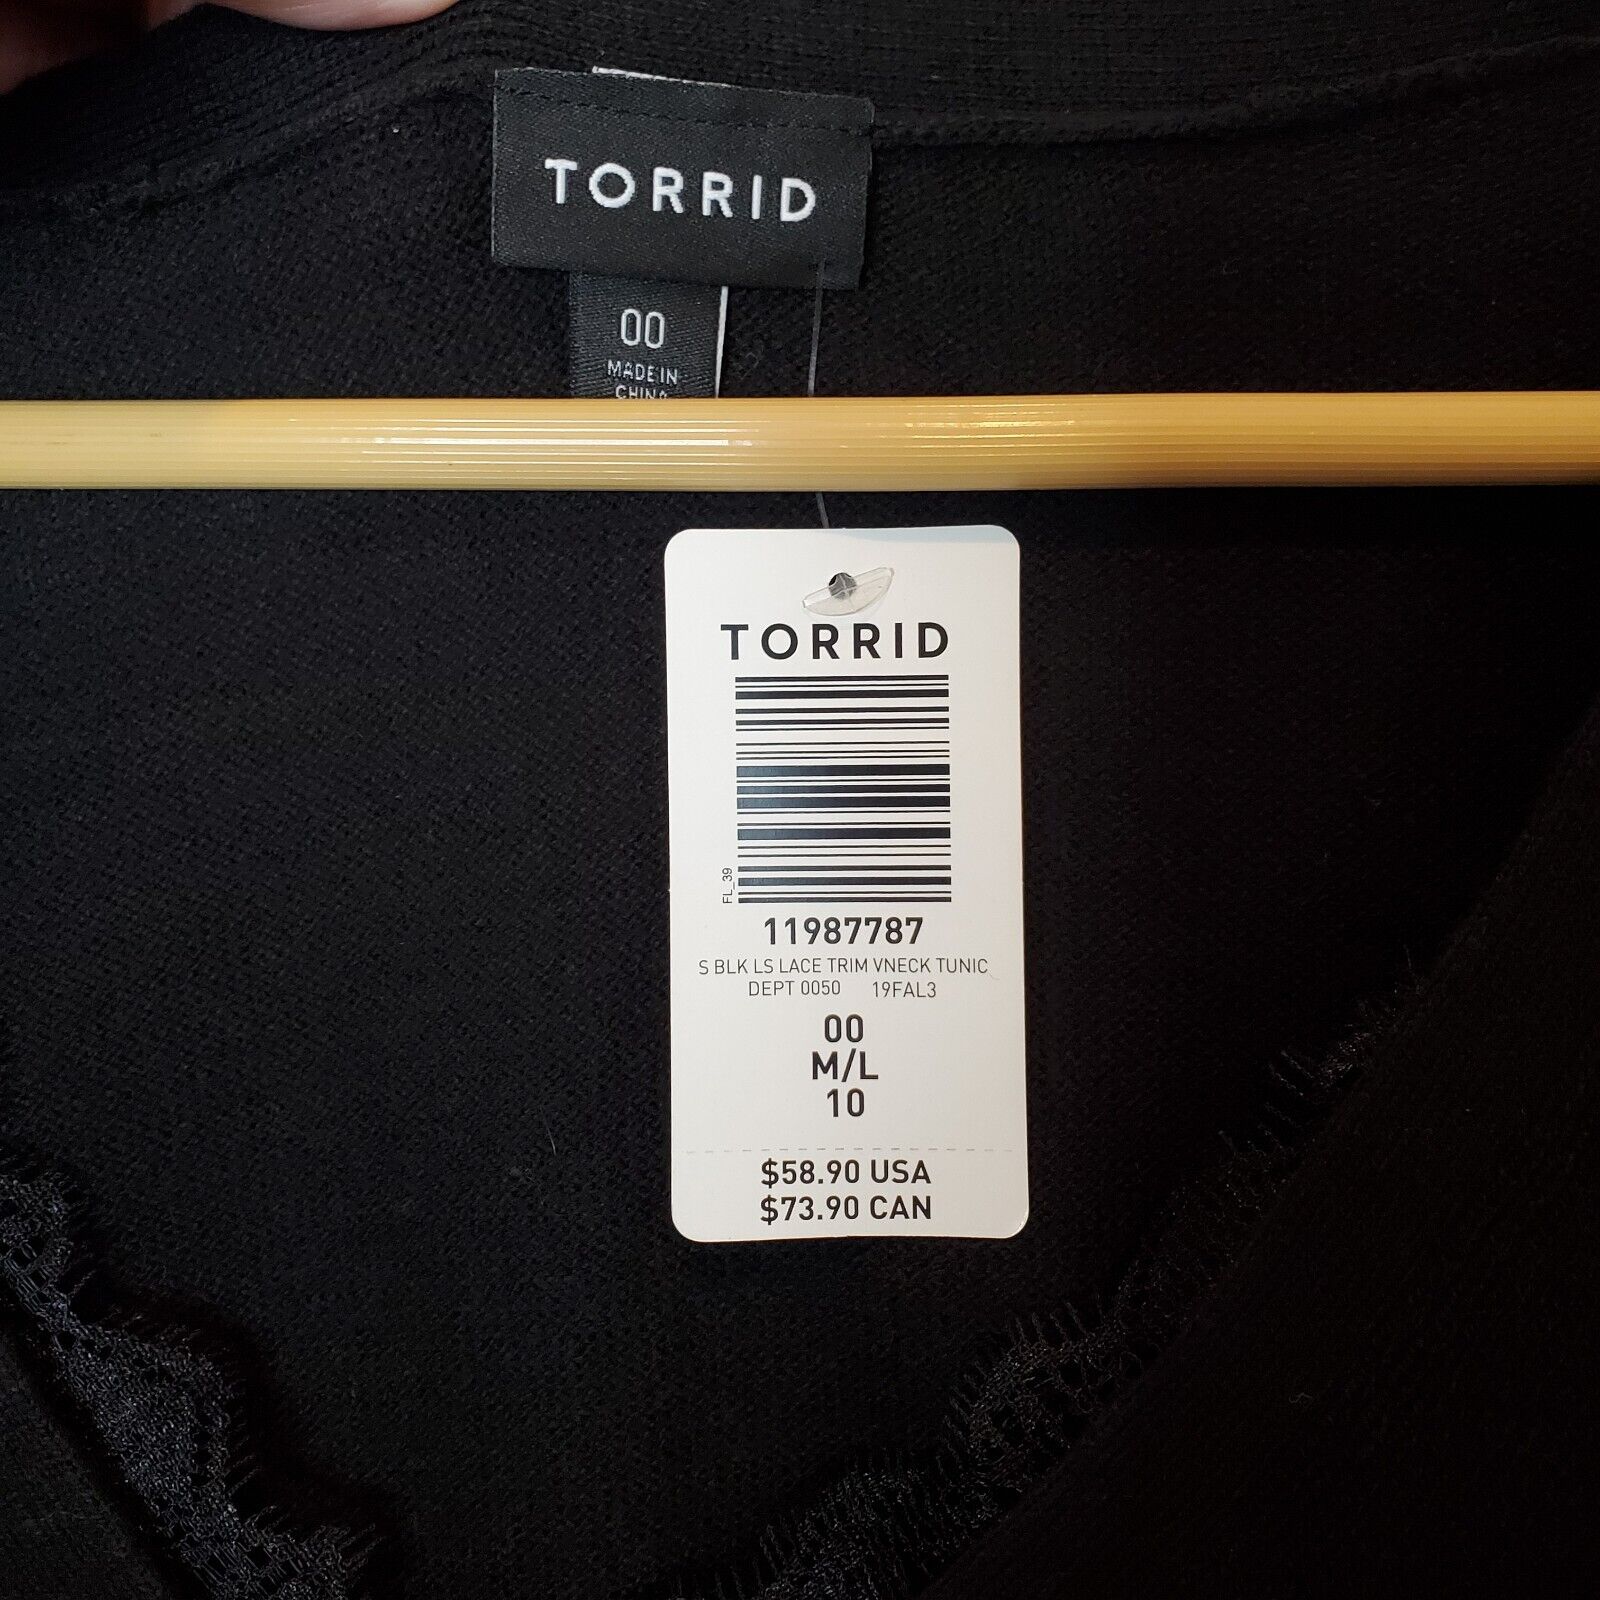 TORRID
00
MADE IN
CHINA
TORRID
FL_39
11987787
S BLK LS LACE TRIM VNECK TUNIC
DEPT 0050 19FAL3
00
M/L
10
$58.90 USA
$73.90 CAN